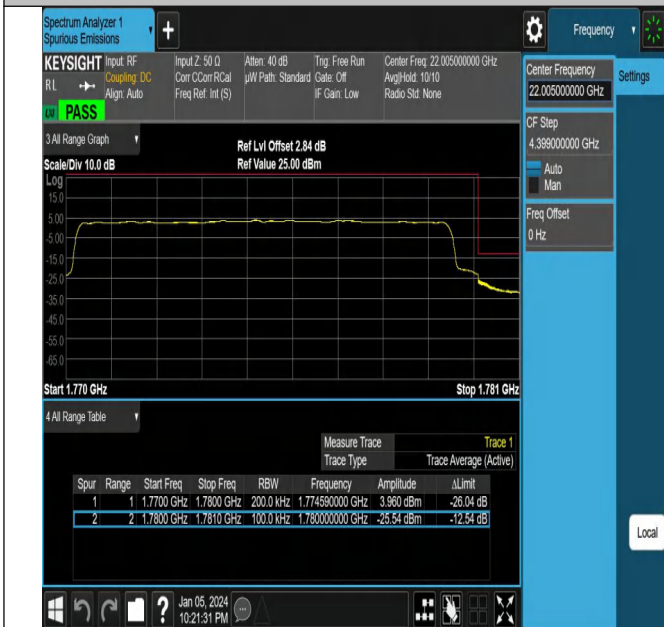 Spectrum Analyzer 1
Spurious Emissions
Frequency
KEYSIGHT Input: RF
RL
Coupling: DC
Align: Auto
Input Z: 50 Ω
Corr CCorr RCal
Freq Ref: Int (S)
Atten: 40 dB
µW Path: Standard
Trig: Free Run
Gate: Off
IF Gain: Low
Center Freq: 22.005000000 GHz
Avg|Hold: 10/10
Radio Std: None
PASS
Center Frequency
22.005000000 GHz
Settings
CF Step
4.399000000 GHz
Auto
Man
Freq Offset
0 Hz
3 All Range Graph
Ref Lvl Offset 2.84 dB
Scale/Div 10.0 dB
Ref Value 25.00 dBm
Log
15.0
5.00
-5.00
-15.0
-25.0
-35.0
-45.0
-55.0
-65.0
Start 1.770 GHz
Stop 1.781 GHz
4 All Range Table
Measure Trace Trace 1
Trace Type Trace Average (Active)
Spur Range Start Freq Stop Freq RBW Frequency Amplitude ΔLimit
1 1 1.7700 GHz 1.7800 GHz 200.0 kHz 1.774590000 GHz 3.960 dBm -26.04 dB
2 2 1.7800 GHz 1.7810 GHz 100.0 kHz 1.780000000 GHz -25.54 dBm -12.54 dB
Local
?
Jan 05, 2024
10:21:31 PM